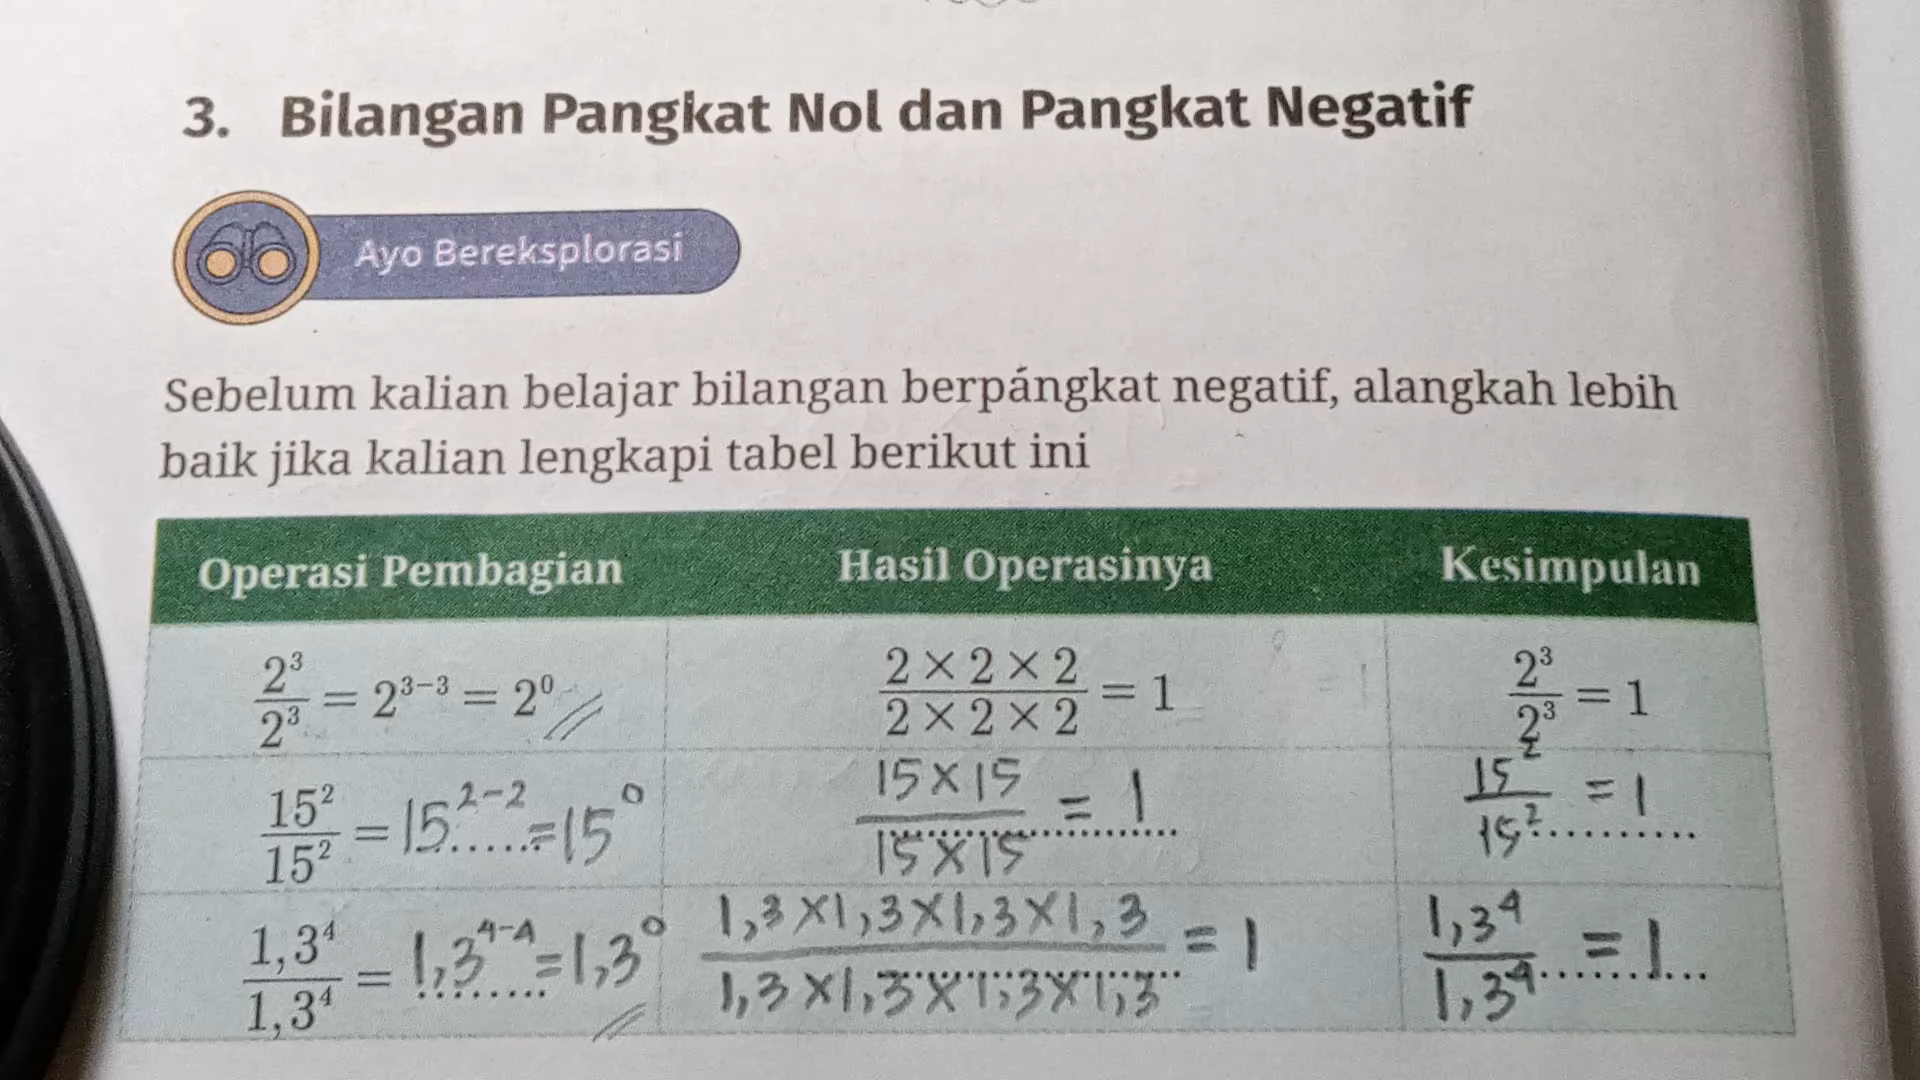 3. Bilangan Pangkat Nol dan Pangkat Negatif
Ayo Bereksplorasi
Sebelum kalian belajar bilangan berpangkat negatif, alangkah lebih
baik jika kalian lengkapi tabel berikut ini
Operasi Pembagian Hasil Operasinya Kesimpulan
2³/2³ = 2³⁻³ = 2⁰ (2 × 2 × 2)/(2 × 2 × 2) = 1 2³/2³ = 1
15²/15² = 15²⁻² = 15⁰ (15 × 15)/(15 × 15) = 1 15²/15² = 1
1,3⁴/1,3⁴ = 1,3⁴⁻⁴ = 1,3⁰ (1,3 × 1,3 × 1,3 × 1,3)/(1,3 × 1,3 × 1,3 × 1,3) = 1 1,3⁴/1,3⁴ = 1